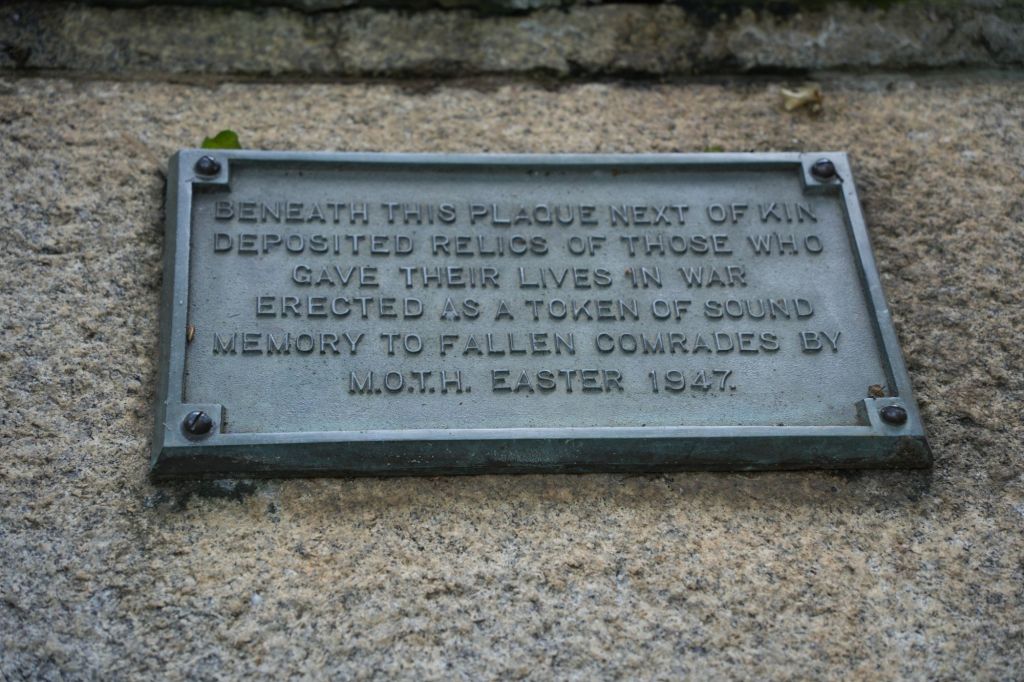 BENEATH THIS PLAQUE NEXT OF KIN
DEPOSITED RELICS OF THOSE WHO
GAVE THEIR LIVES IN WAR
ERECTED AS A TOKEN OF SOUND
MEMORY TO FALLEN COMRADES BY
M.O.T.H. EASTER 1947.